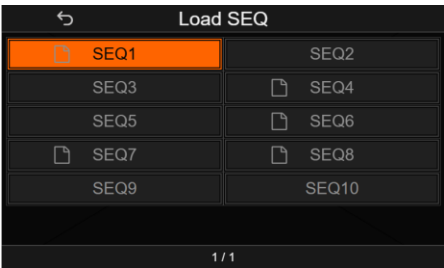 Load SEQ
SEQ1 SEQ2
SEQ3 SEQ4
SEQ5 SEQ6
SEQ7 SEQ8
SEQ9 SEQ10
1 / 1